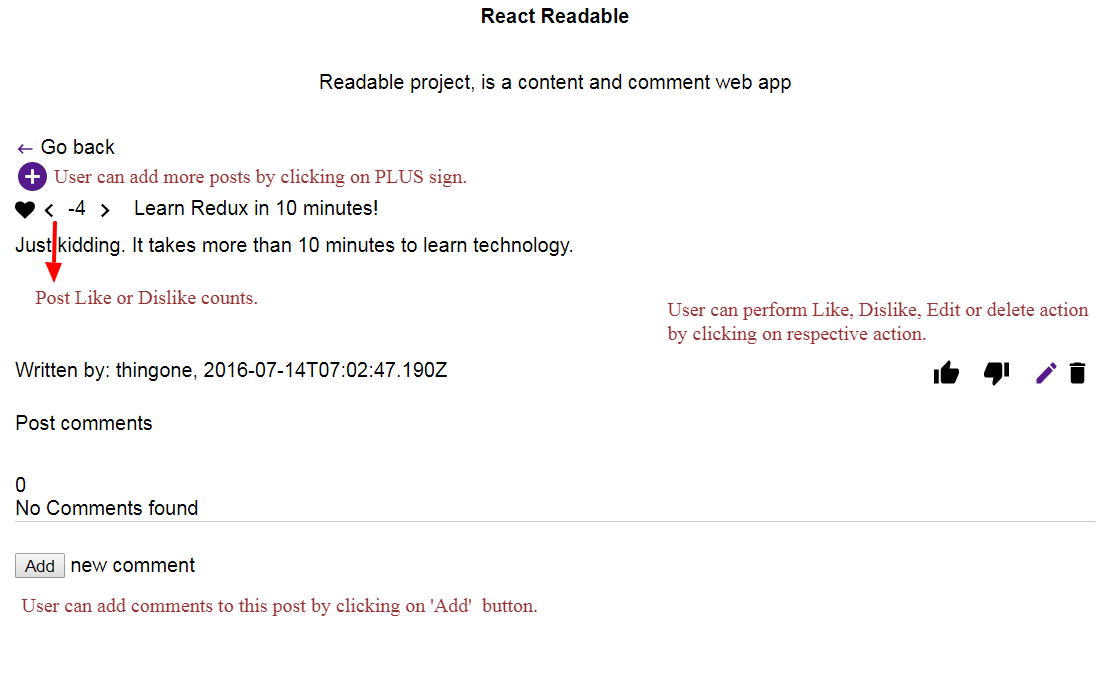 React Readable
Readable project, is a content and comment web app
← Go back
User can add more posts by clicking on PLUS sign.
-4 Learn Redux in 10 minutes!
Just kidding. It takes more than 10 minutes to learn technology.
Post Like or Dislike counts.
User can perform Like, Dislike, Edit or delete action
by clicking on respective action.
Written by: thingone, 2016-07-14T07:02:47.190Z
Post comments
0
No Comments found
Add new comment
User can add comments to this post by clicking on 'Add'  button.